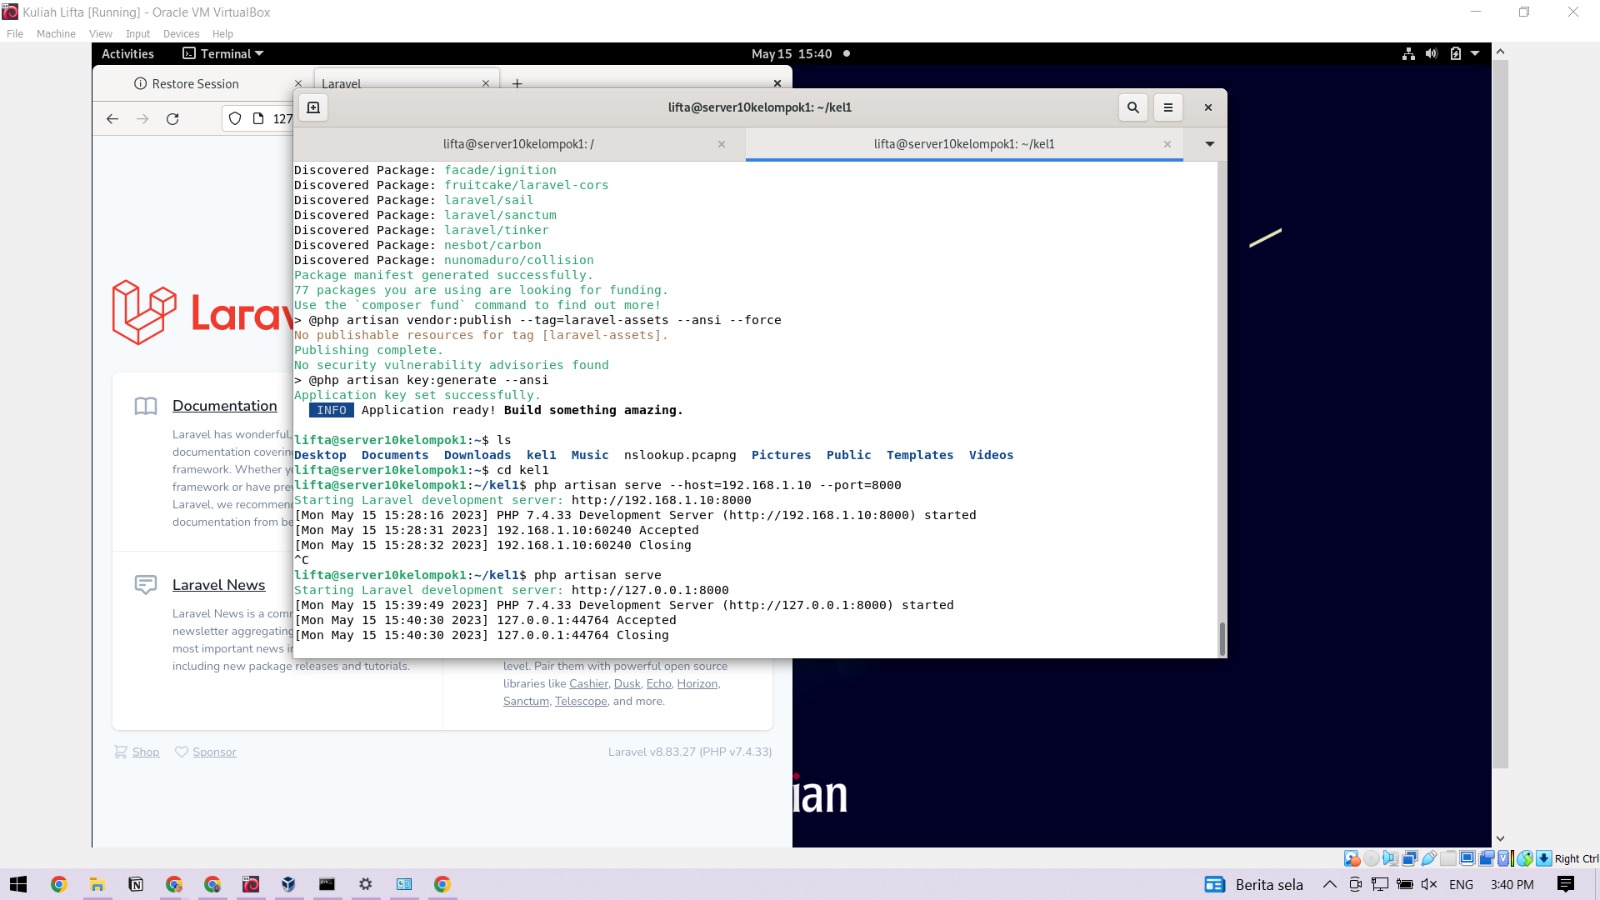 Kuliah Lifta [Running] - Oracle VM VirtualBox
File Machine View Input Devices Help
Activities Terminal May 15 15:40
Restore Session Laravel
127
lifta@server10kelompok1: ~/kel1
lifta@server10kelompok1: / lifta@server10kelompok1: ~/kel1
Discovered Package: facade/ignition
Discovered Package: fruitcake/laravel-cors
Discovered Package: laravel/sail
Discovered Package: laravel/sanctum
Discovered Package: laravel/tinker
Discovered Package: nesbot/carbon
Discovered Package: nunomaduro/collision
Package manifest generated successfully.
77 packages you are using are looking for funding.
Use the `composer fund` command to find out more!
> @php artisan vendor:publish --tag=laravel-assets --ansi --force
No publishable resources for tag [laravel-assets].
Publishing complete.
No security vulnerability advisories found
> @php artisan key:generate --ansi
Application key set successfully.
INFO Application ready! Build something amazing.
lifta@server10kelompok1:~$ ls
Desktop Documents Downloads kel1 Music nslookup.pcapng Pictures Public Templates Videos
lifta@server10kelompok1:~$ cd kel1
lifta@server10kelompok1:~/kel1$ php artisan serve --host=192.168.1.10 --port=8000
Starting Laravel development server: http://192.168.1.10:8000
[Mon May 15 15:28:16 2023] PHP 7.4.33 Development Server (http://192.168.1.10:8000) started
[Mon May 15 15:28:31 2023] 192.168.1.10:60240 Accepted
[Mon May 15 15:28:32 2023] 192.168.1.10:60240 Closing
^C
lifta@server10kelompok1:~/kel1$ php artisan serve
Starting Laravel development server: http://127.0.0.1:8000
[Mon May 15 15:39:49 2023] PHP 7.4.33 Development Server (http://127.0.0.1:8000) started
[Mon May 15 15:40:30 2023] 127.0.0.1:44764 Accepted
[Mon May 15 15:40:30 2023] 127.0.0.1:44764 Closing
Larav
Documentation
Laravel has wonderful,
documentation coverin
framework. Whether y
framework or have pre
Laravel, we recommen
documentation from be
Laravel News
Laravel News is a com
newsletter aggregating
most important news i
including new package releases and tutorials.
level. Pair them with powerful open source
libraries like Cashier, Dusk, Echo, Horizon,
Sanctum, Telescope, and more.
Shop Sponsor Laravel v8.83.27 (PHP v7.4.33)
ian
Right Ctrl
Berita sela ENG 3:40 PM